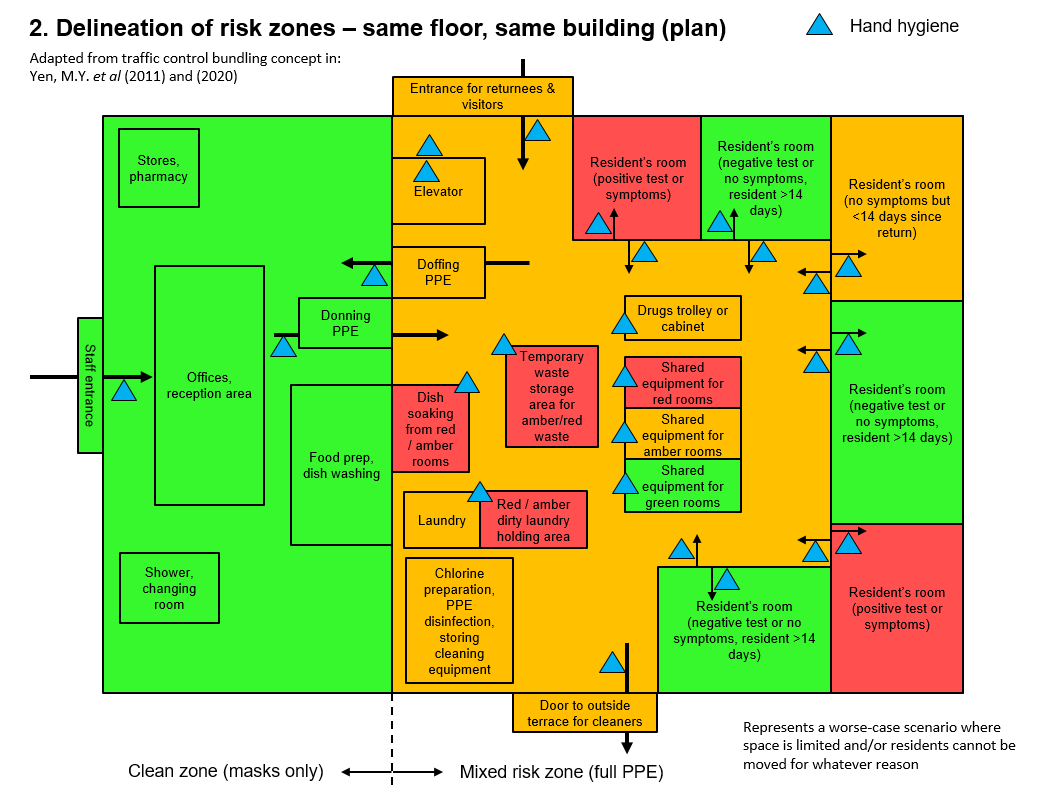 2. Delineation of risk zones – same floor, same building (plan)
Hand hygiene
Adapted from traffic control bundling concept in:
Yen, M.Y. et al (2011) and (2020)
Entrance for returnees &
visitors
Stores,
pharmacy
Elevator
Resident’s room
(positive test or
symptoms)
Resident’s room
(negative test or
no symptoms,
resident >14
days)
Resident’s room
(no symptoms but
<14 days since
return)
Doffing
PPE
Donning
PPE
Drugs trolley or
cabinet
Staff entrance
Offices,
reception area
Temporary
waste
storage
area for
amber/red
waste
Shared
equipment for
red rooms
Shared
equipment for
amber rooms
Shared
equipment for
green rooms
Resident’s room
(negative test or
no symptoms,
resident >14 days)
Dish
soaking
from red
/ amber
rooms
Food prep,
dish washing
Laundry
Red / amber
dirty laundry
holding area
Shower,
changing
room
Chlorine
preparation,
PPE
disinfection,
storing
cleaning
equipment
Resident’s room
(negative test or no
symptoms, resident >14
days)
Resident’s room
(positive test or
symptoms)
Door to outside
terrace for cleaners
Represents a worse-case scenario where
space is limited and/or residents cannot be
moved for whatever reason
Clean zone (masks only)
Mixed risk zone (full PPE)